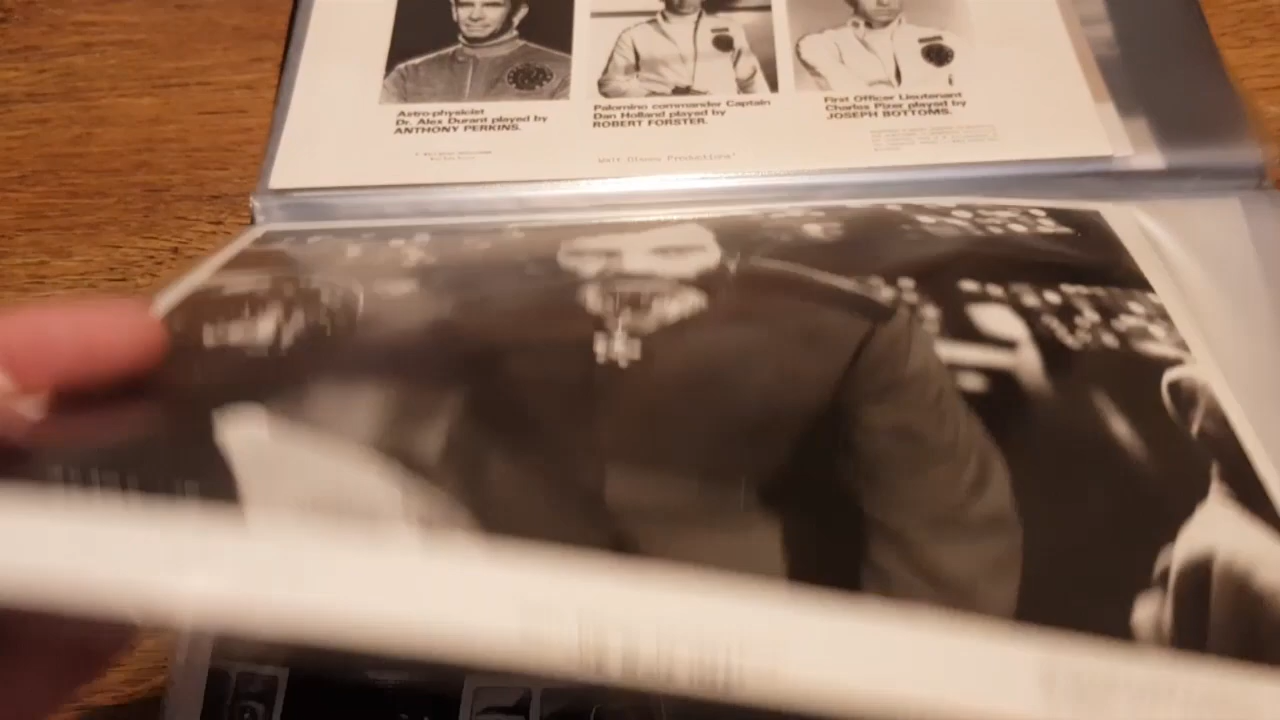 Astro-physicist
Dr. Alex Durant played by
ANTHONY PERKINS.
Palomino commander Captain
Dan Holland played by
ROBERT FORSTER.
First Officer Lieutenant
Charles Pizer played by
JOSEPH BOTTOMS.
Walt Disney Productions'